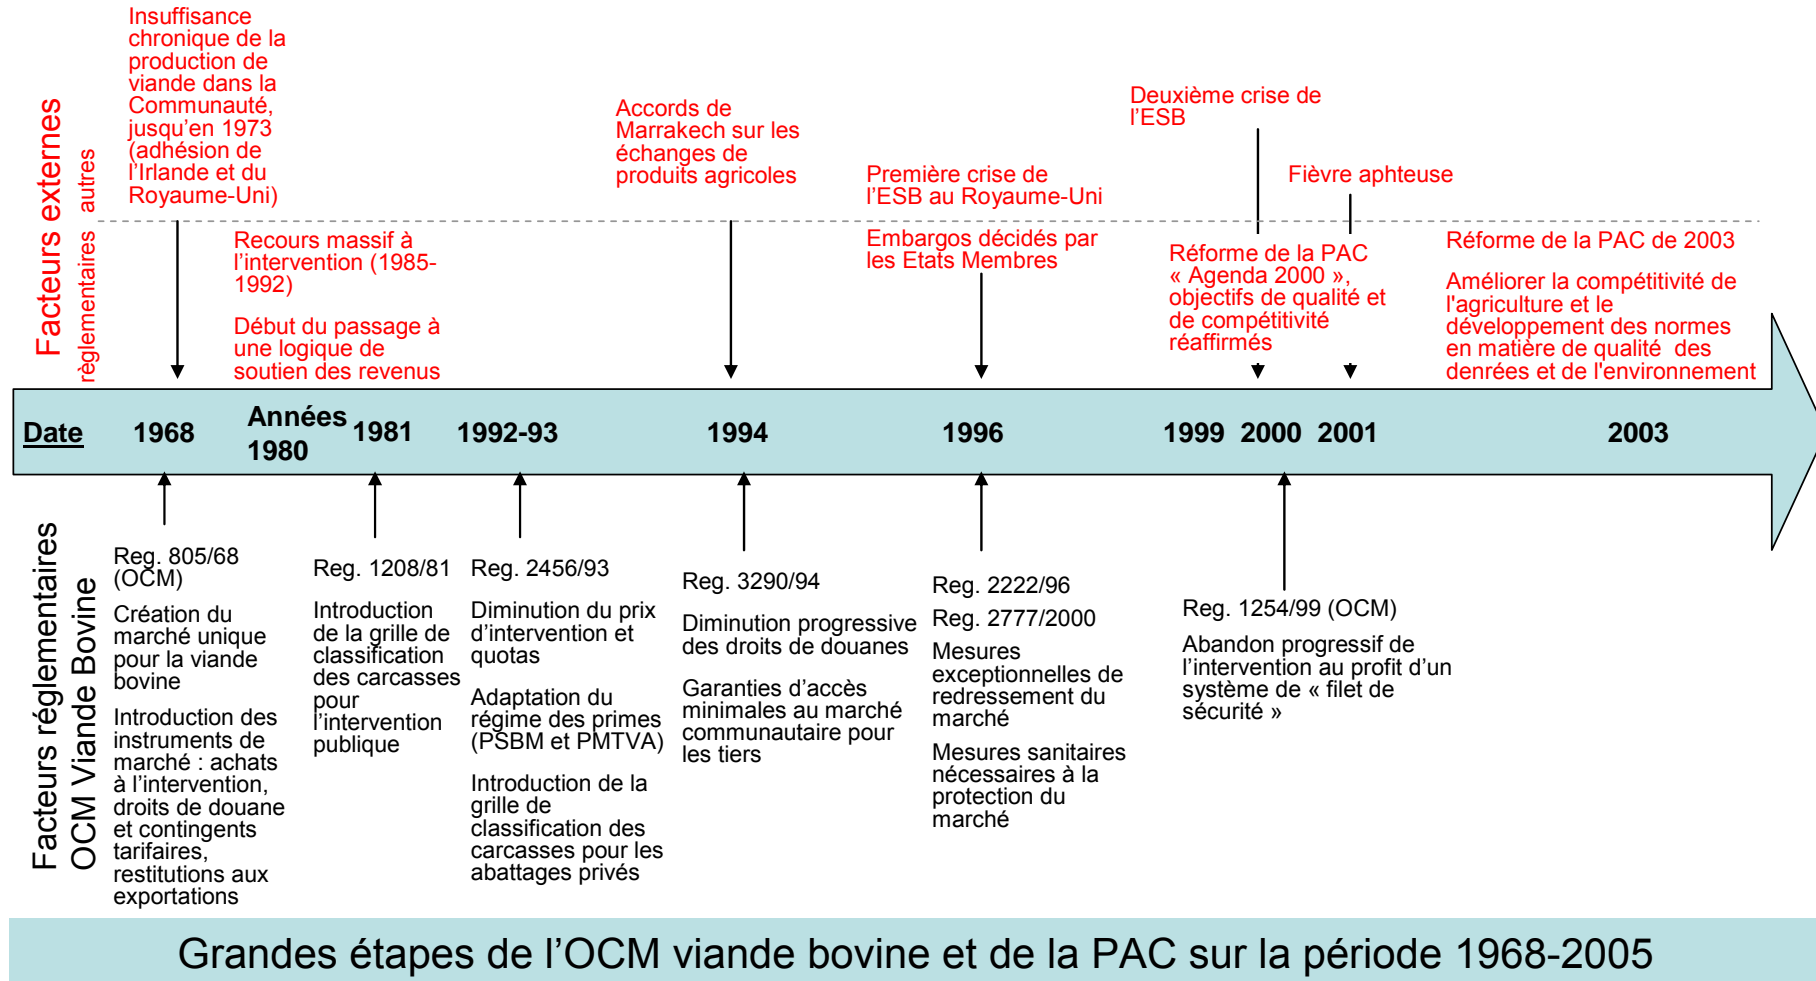 Facteurs externes
règlementaires autres
Insuffisance
chronique de la
production de
viande dans la
Communauté,
jusqu’en 1973
(adhésion de
l’Irlande et du
Royaume-Uni)
Recours massif à
l’intervention (1985-
1992)
Début du passage à
une logique de
soutien des revenus
Accords de
Marrakech sur les
échanges de
produits agricoles
Première crise de
l’ESB au Royaume-Uni
Embargos décidés par
les Etats Membres
Deuxième crise de
l’ESB
Fièvre aphteuse
Réforme de la PAC
« Agenda 2000 »,
objectifs de qualité et
de compétitivité
réaffirmés
Réforme de la PAC de 2003
Améliorer la compétitivité de
l'agriculture et le
développement des normes
en matière de qualité des
denrées et de l'environnement
Date
1968
Années
1980
1981
1992-93
1994
1996
1999
2000
2001
2003
Facteurs réglementaires
OCM Viande Bovine
Reg. 805/68
(OCM)
Création du
marché unique
pour la viande
bovine
Introduction des
instruments de
marché : achats
à l’intervention,
droits de douane
et contingents
tarifaires,
restitutions aux
exportations
Reg. 1208/81
Introduction
de la grille de
classification
des carcasses
pour
l’intervention
publique
Reg. 2456/93
Diminution du prix
d’intervention et
quotas
Adaptation du
régime des primes
(PSBM et PMTVA)
Introduction de la
grille de
classification des
carcasses pour les
abattages privés
Reg. 3290/94
Diminution progressive
des droits de douanes
Garanties d’accès
minimales au marché
communautaire pour
les tiers
Reg. 2222/96
Reg. 2777/2000
Mesures
exceptionnelles de
redressement du
marché
Mesures sanitaires
nécessaires à la
protection du
marché
Reg. 1254/99 (OCM)
Abandon progressif de
l’intervention au profit d’un
système de « filet de
sécurité »
Grandes étapes de l’OCM viande bovine et de la PAC sur la période 1968-2005